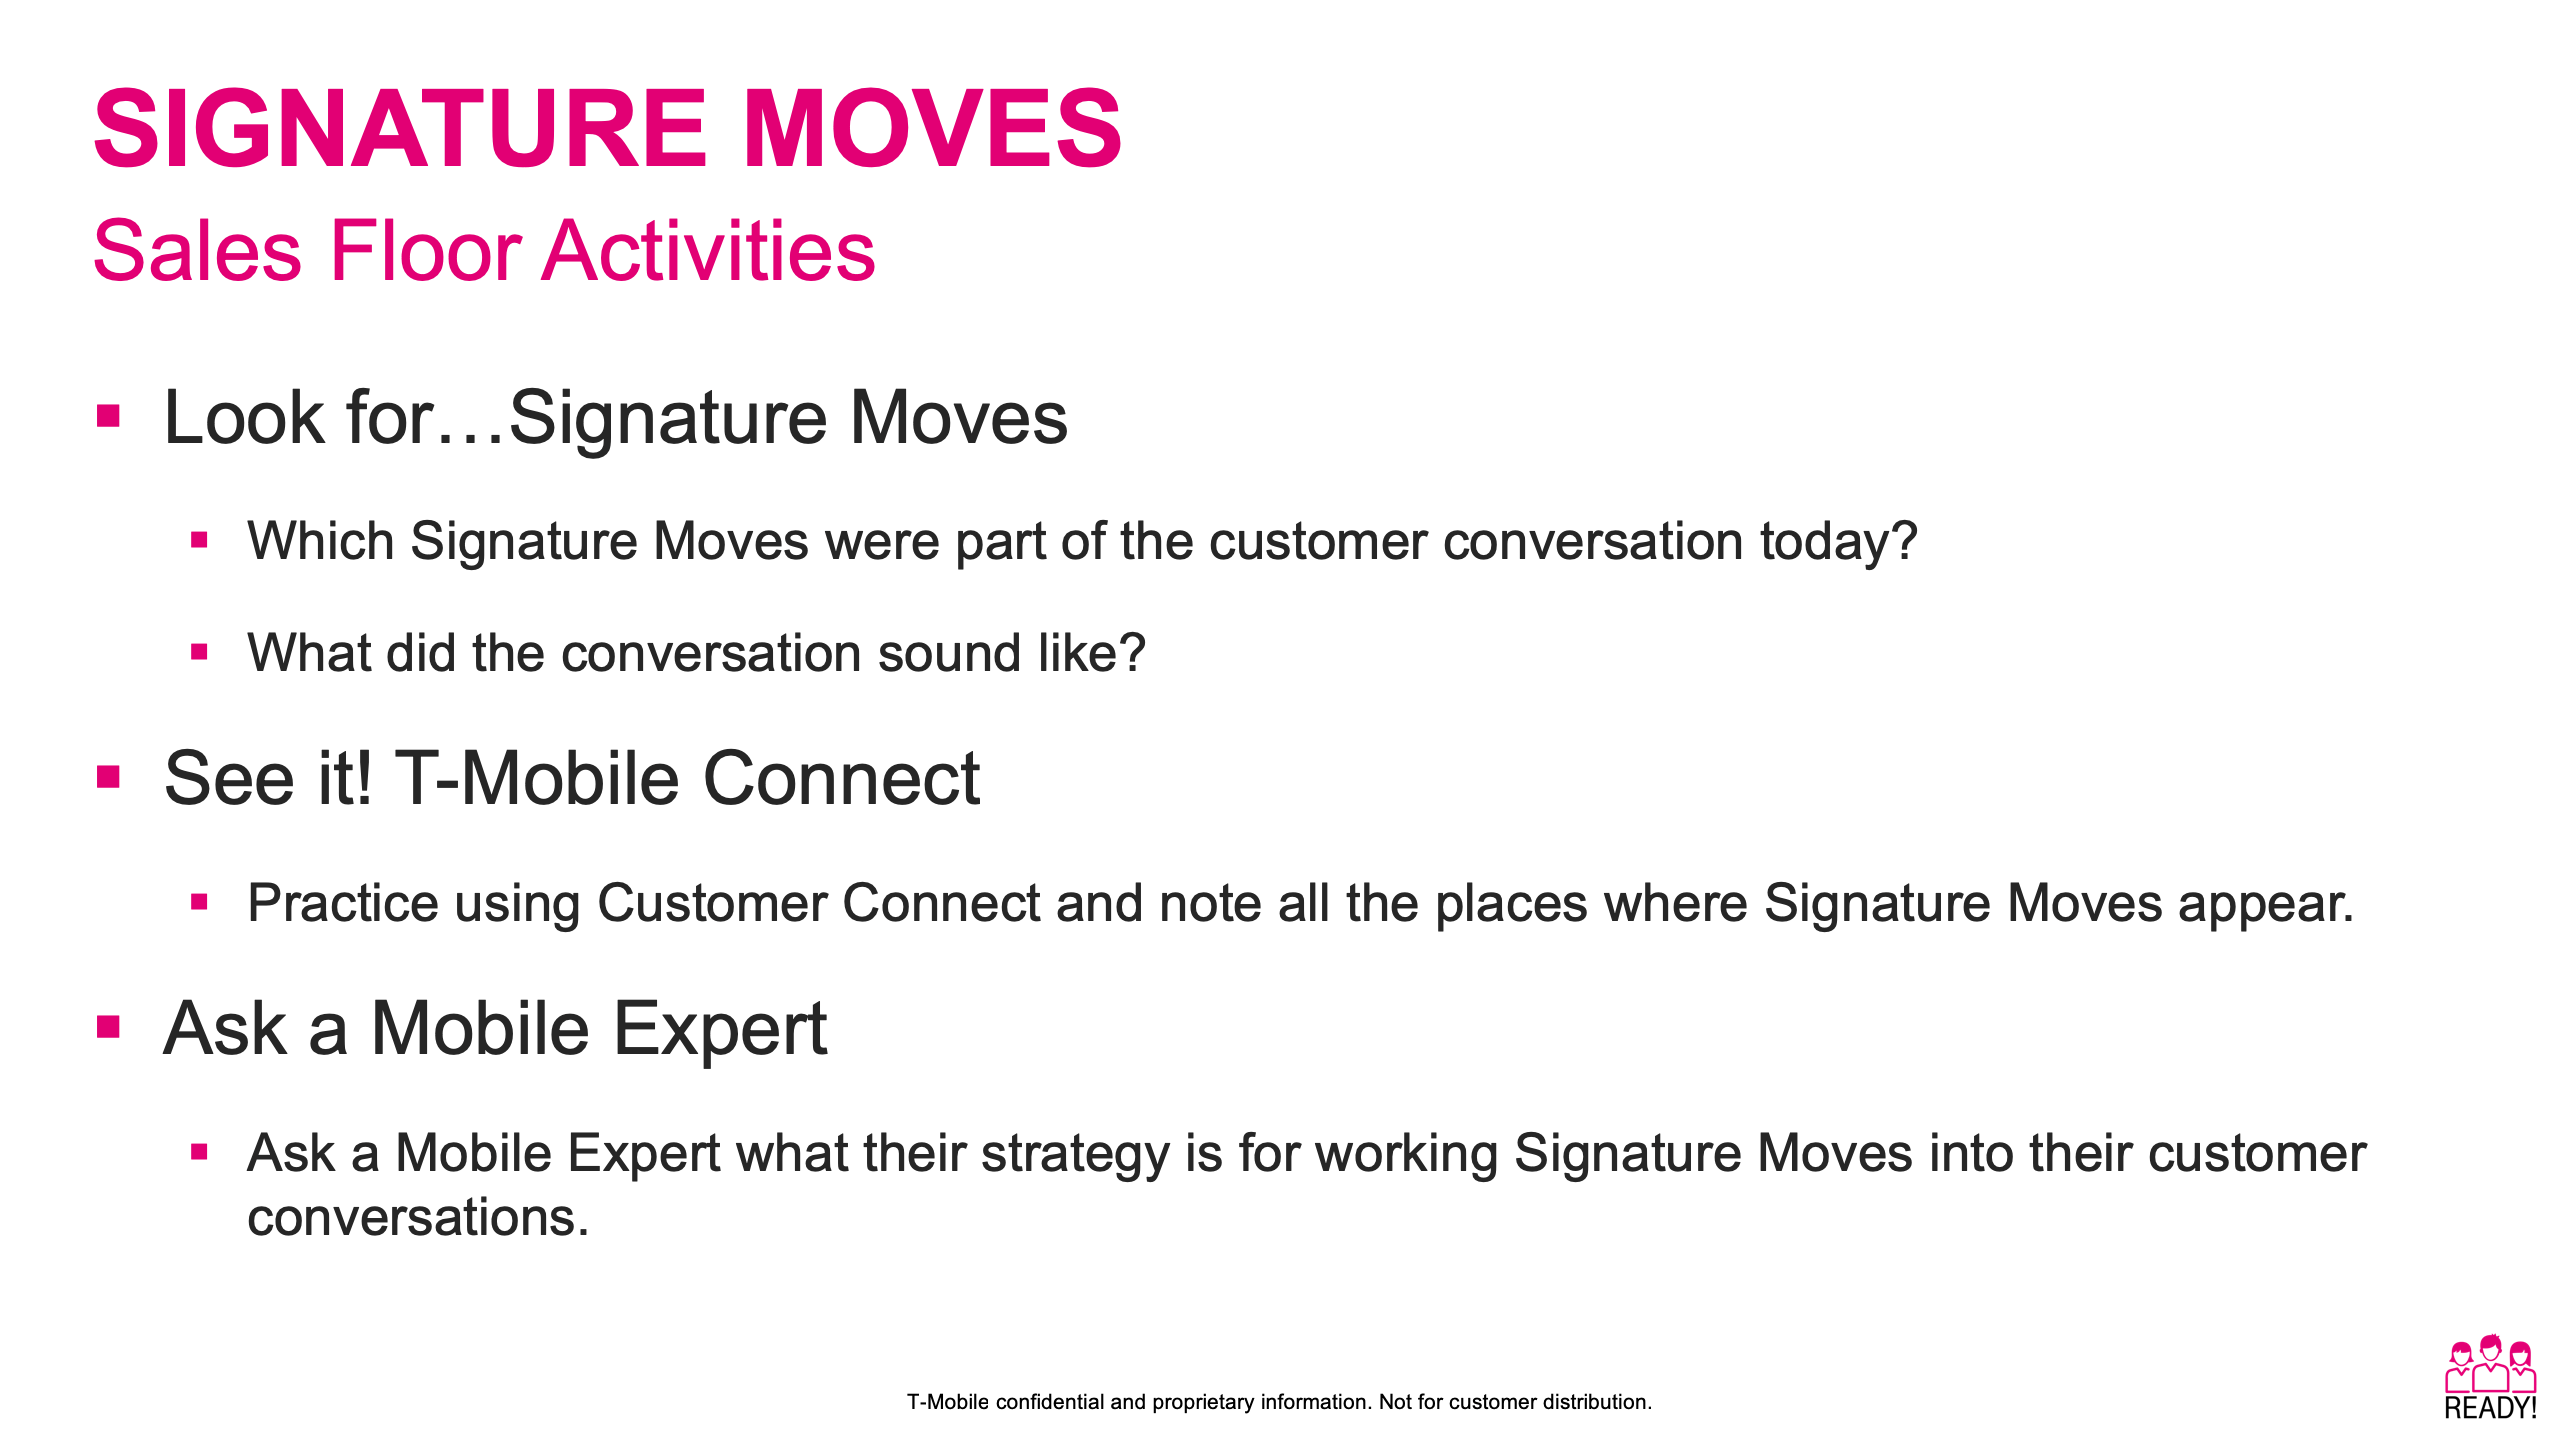 SIGNATURE MOVES
Sales Floor Activities
Look for…Signature Moves
Which Signature Moves were part of the customer conversation today?
What did the conversation sound like?
See it! T-Mobile Connect
Practice using Customer Connect and note all the places where Signature Moves appear.
Ask a Mobile Expert
Ask a Mobile Expert what their strategy is for working Signature Moves into their customer
conversations.
T-Mobile confidential and proprietary information. Not for customer distribution.
READY!